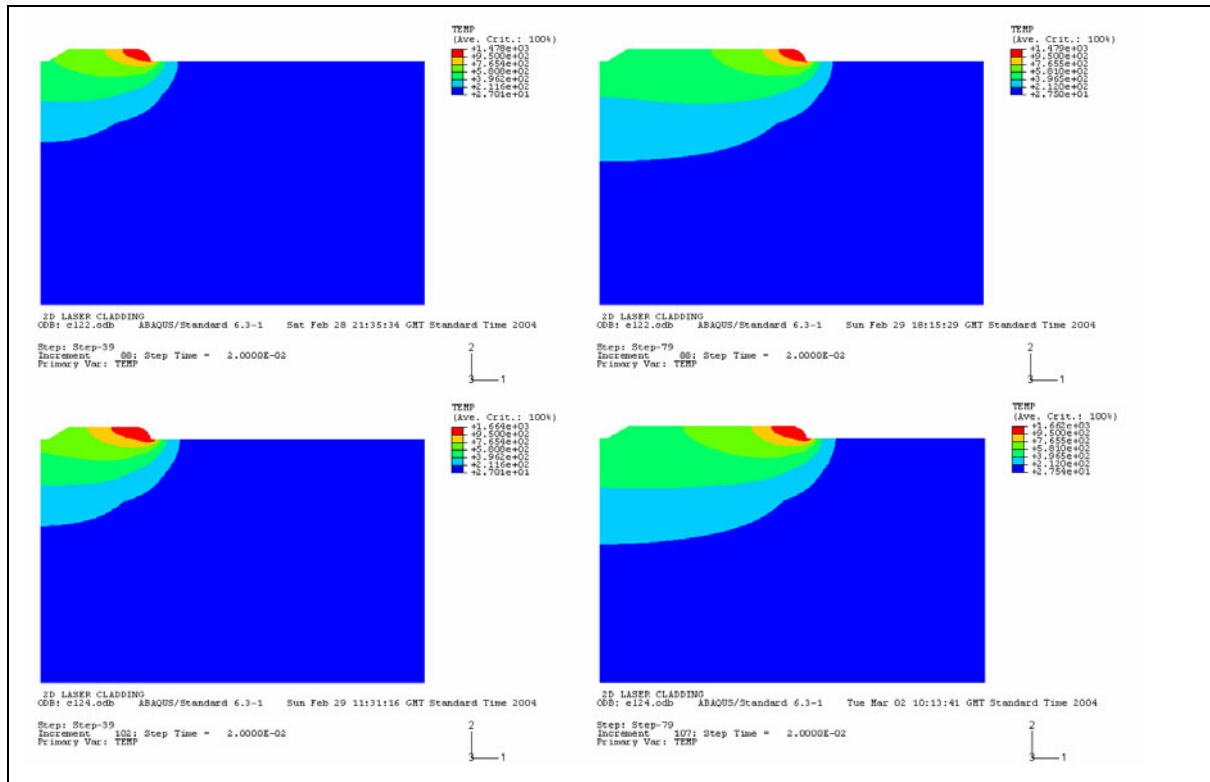 TEMP
(Ave. Crit.: 100%)
+1.478e+03
+9.500e+02
+7.654e+02
+5.808e+02
+3.962e+02
+2.116e+02
+2.701e+01
2D LASER CLADDING
ODB: e122.odb ABAQUS/Standard 6.3-1 Sat Feb 28 21:35:34 GMT Standard Time 2004
Step: Step-39
Increment 88: Step Time = 2.0000E-02
Primary Var: TEMP
2
3
1
TEMP
(Ave. Crit.: 100%)
+1.479e+03
+9.500e+02
+7.655e+02
+5.810e+02
+3.965e+02
+2.120e+02
+2.750e+01
2D LASER CLADDING
ODB: e122.odb ABAQUS/Standard 6.3-1 Sun Feb 29 18:15:29 GMT Standard Time 2004
Step: Step-79
Increment 88: Step Time = 2.0000E-02
Primary Var: TEMP
2
3
1
TEMP
(Ave. Crit.: 100%)
+1.664e+03
+9.500e+02
+7.654e+02
+5.808e+02
+3.962e+02
+2.116e+02
+2.701e+01
2D LASER CLADDING
ODB: e124.odb ABAQUS/Standard 6.3-1 Sun Feb 29 11:31:16 GMT Standard Time 2004
Step: Step-39
Increment 102: Step Time = 2.0000E-02
Primary Var: TEMP
2
3
1
TEMP
(Ave. Crit.: 100%)
+1.662e+03
+9.500e+02
+7.655e+02
+5.810e+02
+3.965e+02
+2.120e+02
+2.754e+01
2D LASER CLADDING
ODB: e124.odb ABAQUS/Standard 6.3-1 Tue Mar 02 10:13:41 GMT Standard Time 2004
Step: Step-79
Increment 107: Step Time = 2.0000E-02
Primary Var: TEMP
2
3
1